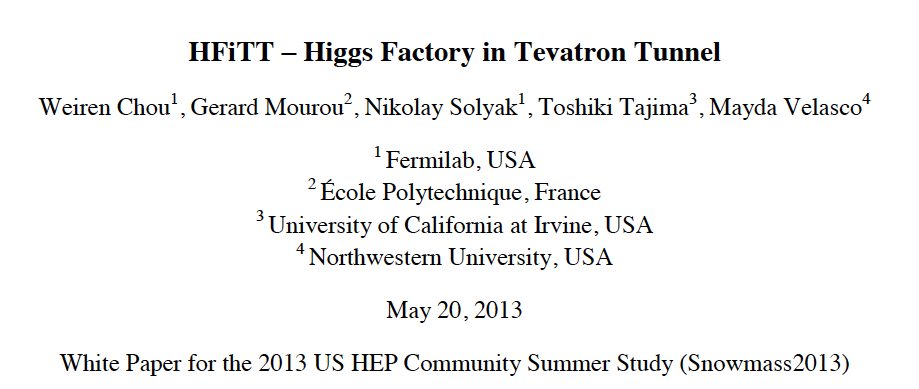 HFiTT – Higgs Factory in Tevatron Tunnel
Weiren Chou¹, Gerard Mourou², Nikolay Solyak¹, Toshiki Tajima³, Mayda Velasco⁴
¹ Fermilab, USA
² École Polytechnique, France
³ University of California at Irvine, USA
⁴ Northwestern University, USA
May 20, 2013
White Paper for the 2013 US HEP Community Summer Study (Snowmass2013)